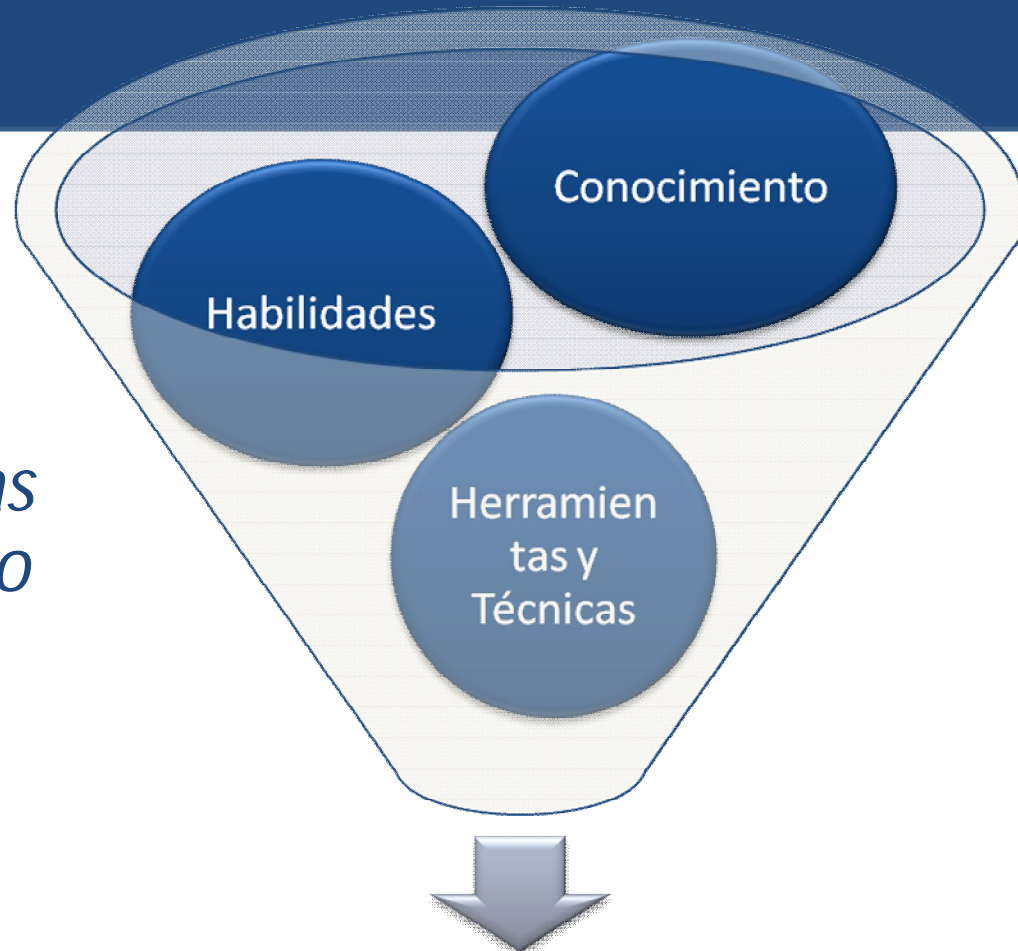 Conocimiento
Habilidades
Herramien
tas y
Técnicas